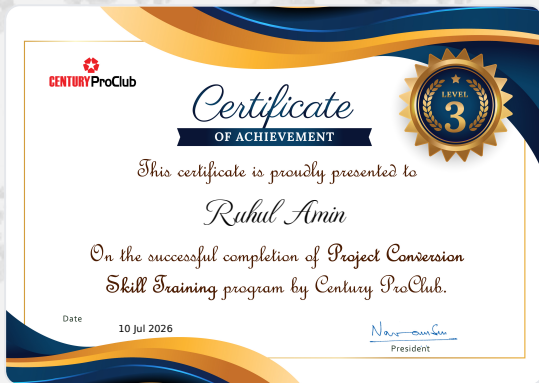 CENTURY ProClub
Certificate
OF ACHIEVEMENT
LEVEL
3
This certificate is proudly presented to
Ruhul Amin
On the successful completion of Project Conversion
Skill Training program by Century ProClub.
Date
10 Jul 2026
President